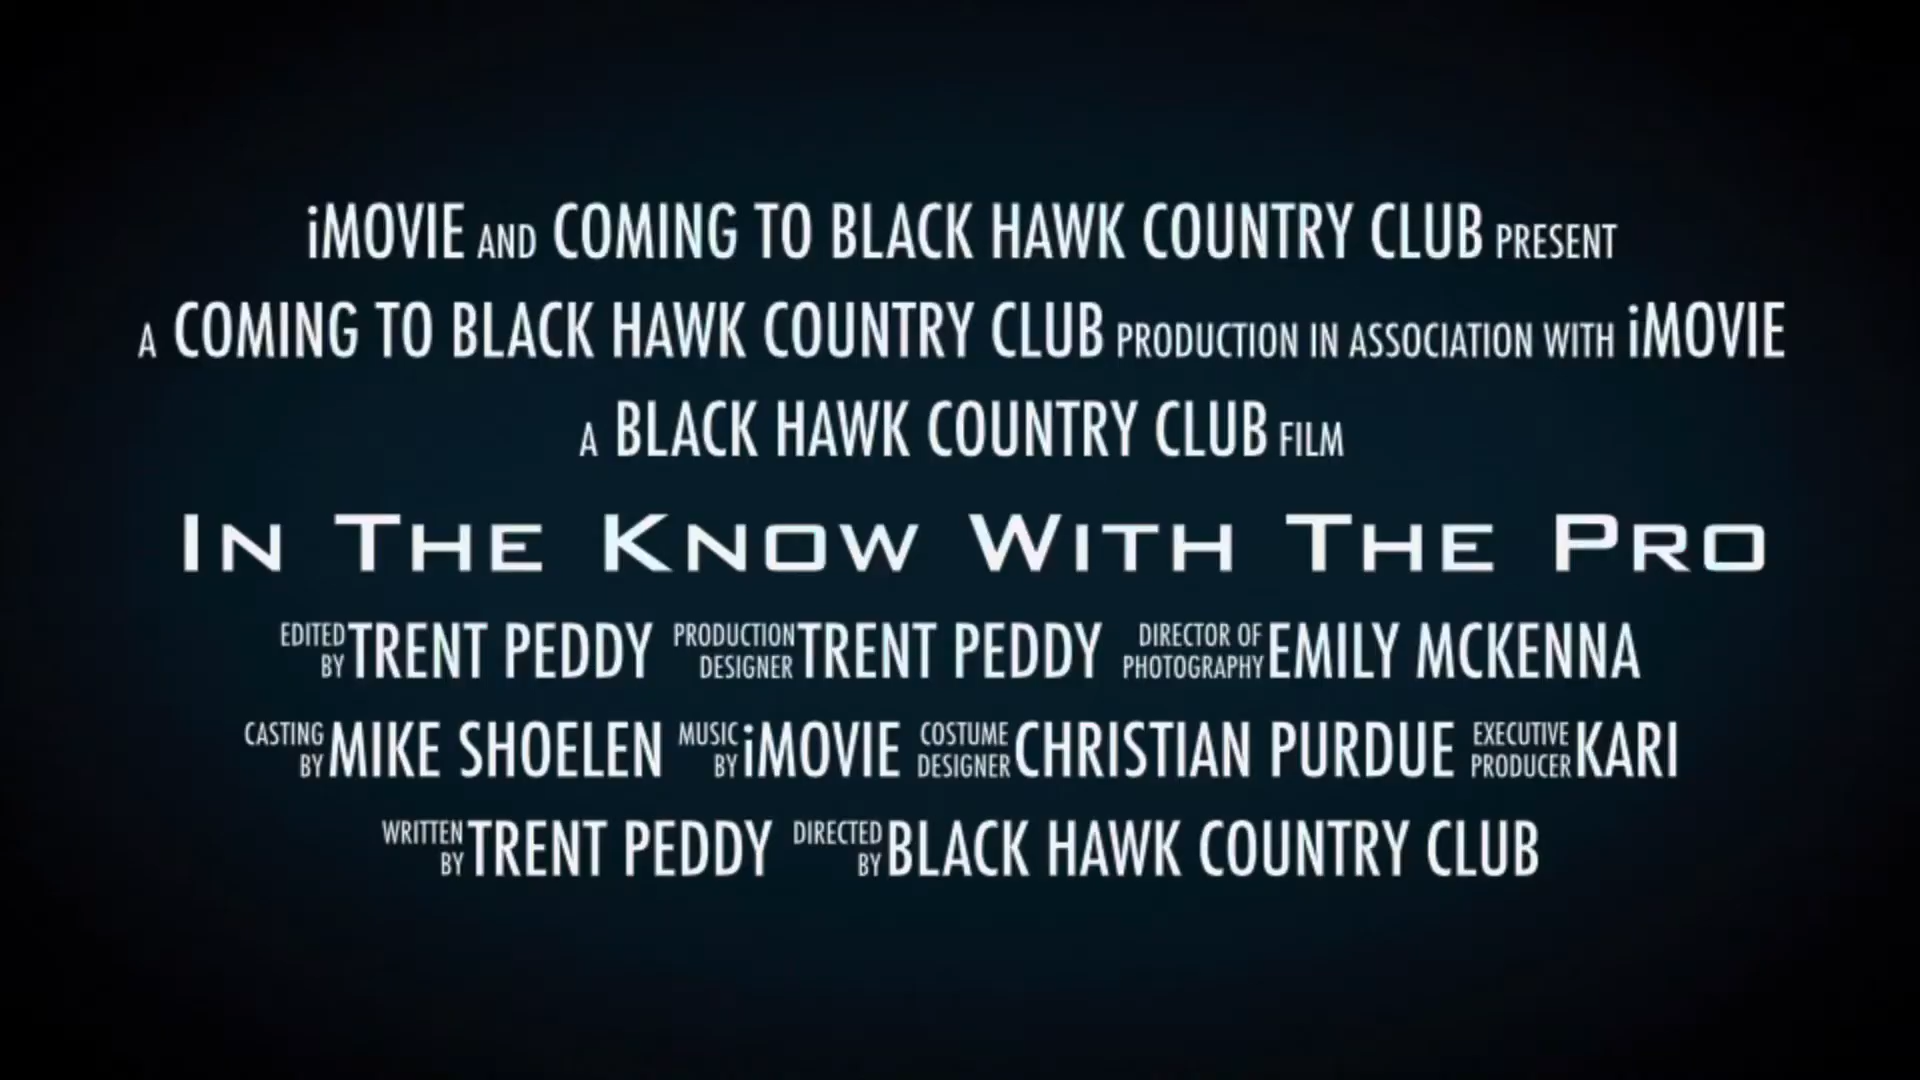 iMOVIE AND COMING TO BLACK HAWK COUNTRY CLUB PRESENT
A COMING TO BLACK HAWK COUNTRY CLUB PRODUCTION IN ASSOCIATION WITH iMOVIE
A BLACK HAWK COUNTRY CLUB FILM
IN THE KNOW WITH THE PRO
EDITED BY TRENT PEDDY PRODUCTION DESIGNER TRENT PEDDY DIRECTOR OF PHOTOGRAPHY EMILY MCKENNA
CASTING BY MIKE SHOELEN MUSIC BY iMOVIE COSTUME DESIGNER CHRISTIAN PURDUE EXECUTIVE PRODUCER KARI
WRITTEN BY TRENT PEDDY DIRECTED BY BLACK HAWK COUNTRY CLUB